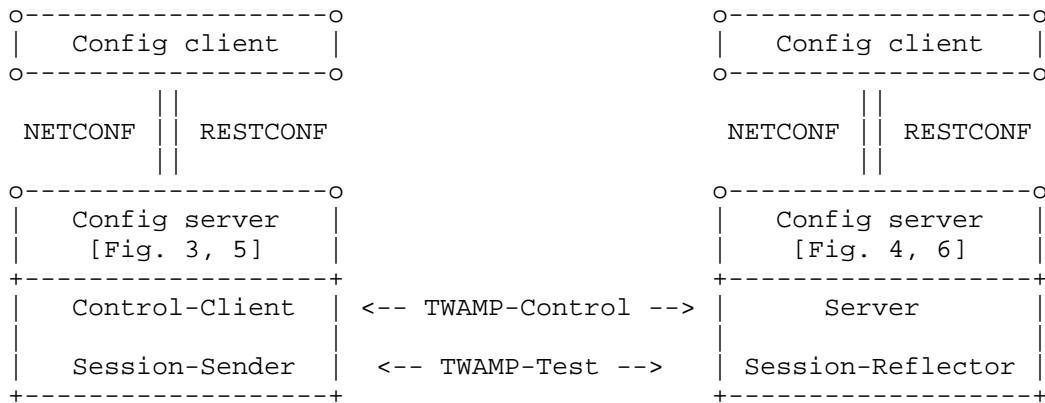 o-------------------o                        o-------------------o
|   Config client   |                        |   Config client   |
o-------------------o                        o-------------------o
         ||                                           ||
NETCONF || RESTCONF                         NETCONF || RESTCONF
         ||                                           ||
o-------------------o                        o-------------------o
|   Config server   |                        |   Config server   |
|    [Fig. 3, 5]    |                        |    [Fig. 4, 6]    |
+-------------------+                        +-------------------+
|   Control-Client  | <-- TWAMP-Control --> |      Server       |
|                   |                        |                   |
|   Session-Sender  |  <-- TWAMP-Test -->   | Session-Reflector |
+-------------------+                        +-------------------+